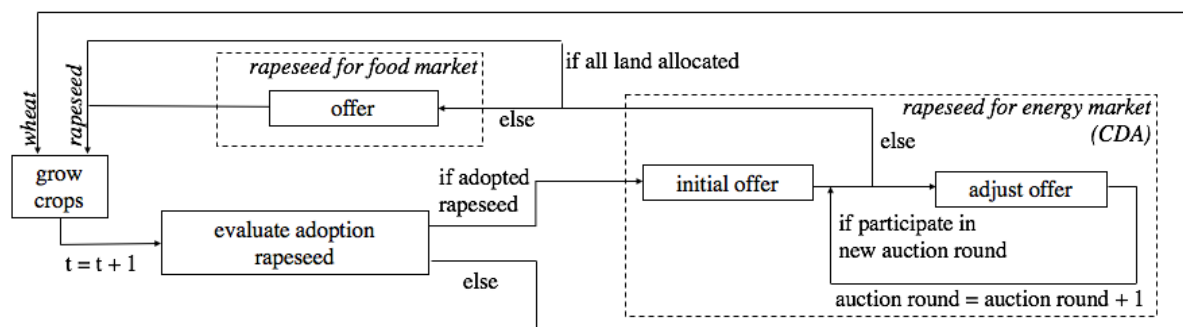 if all land allocated
rapeseed for food market
offer
else
wheat
rapeseed
rapeseed for energy market
(CDA)
else
grow
crops
if adopted
rapeseed
initial offer
adjust offer
if participate in
new auction round
evaluate adoption
rapeseed
t = t + 1
else
auction round = auction round + 1